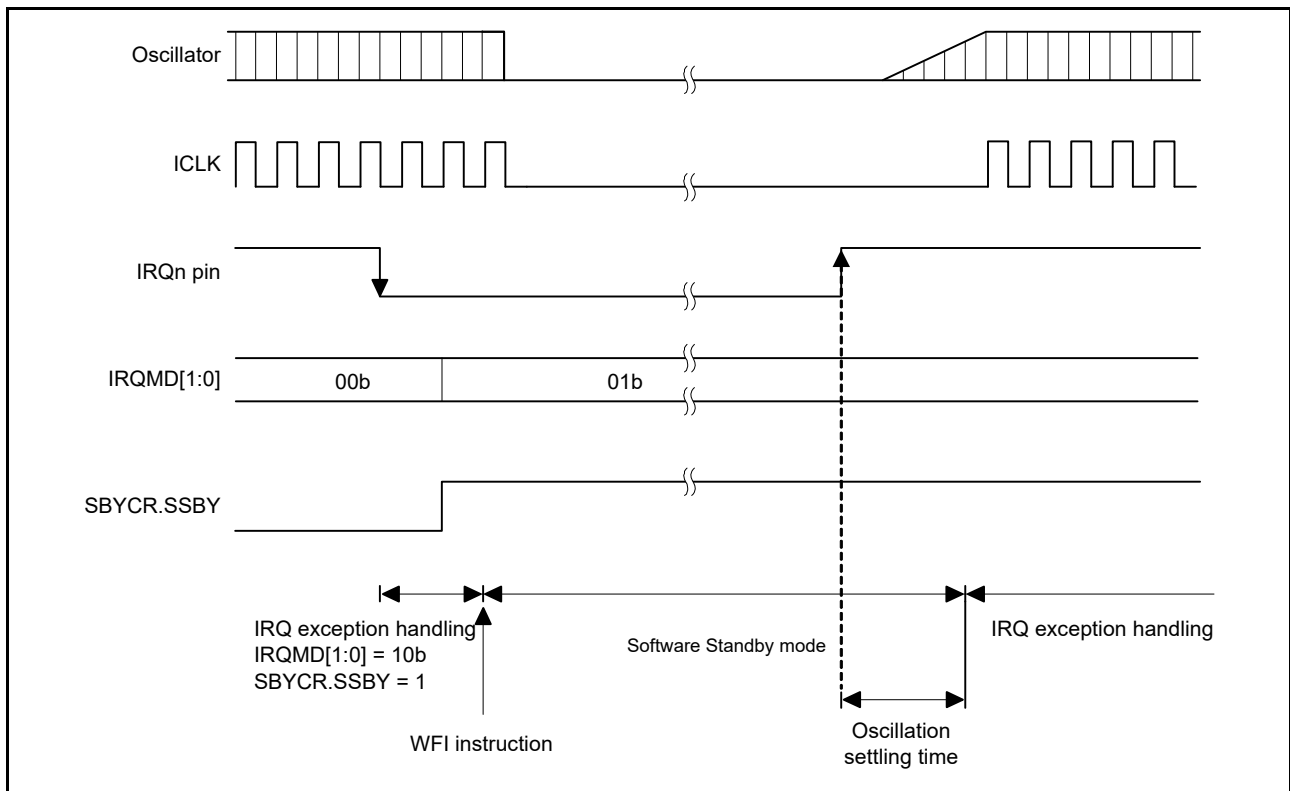 Oscillator
ICLK
IRQn pin
IRQMD[1:0]
00b
01b
SBYCR.SSBY
IRQ exception handling
IRQMD[1:0] = 10b
SBYCR.SSBY = 1
WFI instruction
Software Standby mode
Oscillation
settling time
IRQ exception handling